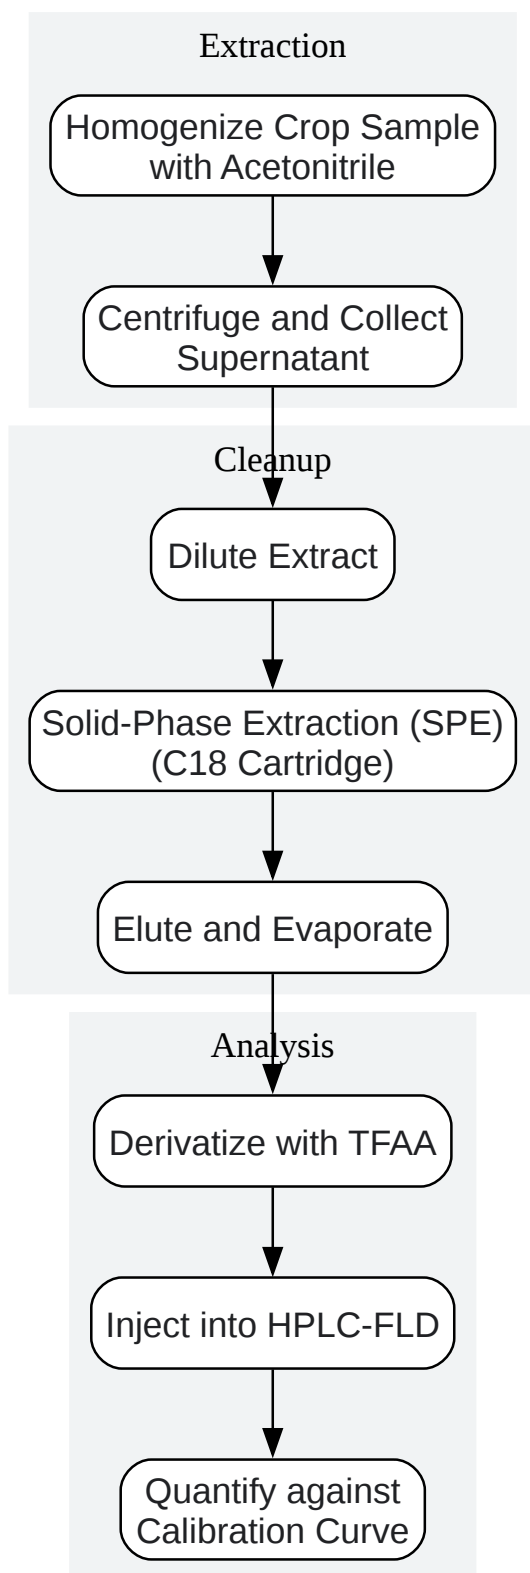 Extraction
Homogenize Crop Sample
with Acetonitrile
Centrifuge and Collect
Supernatant
Cleanup
Dilute Extract
Solid-Phase Extraction (SPE)
(C18 Cartridge)
Elute and Evaporate
Analysis
Derivatize with TFAA
Inject into HPLC-FLD
Quantify against
Calibration Curve